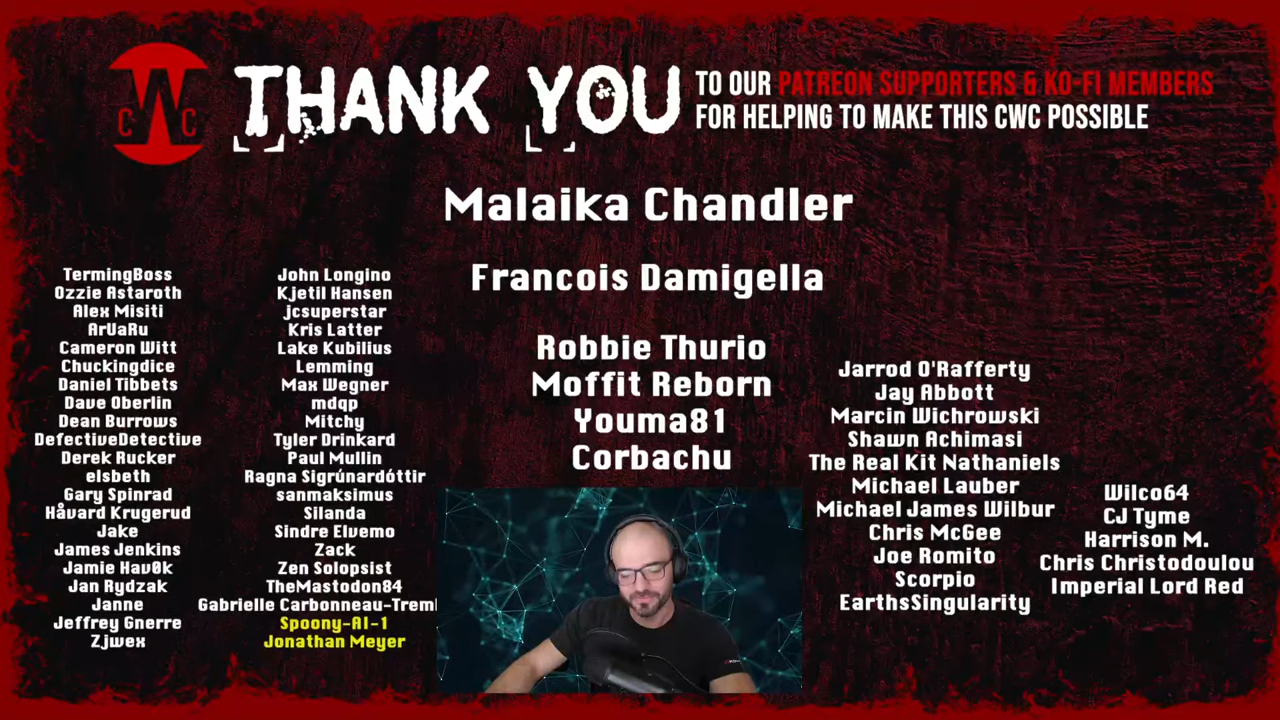 CWC
THANK YOU
TO OUR PATREON SUPPORTERS & KO-FI MEMBERS
FOR HELPING TO MAKE THIS CWC POSSIBLE
Malaika Chandler
Francois Damigella
Robbie Thurio
Moffit Reborn
Youma81
Corbachu
TermingBoss
Ozzie Astaroth
Alex Misiti
ArVaRu
Cameron Witt
Chuckingdice
Daniel Tibbets
Dave Oberlin
Dean Burrows
DefectiveDetective
Derek Rucker
elsbeth
Gary Spinrad
Håvard Krugerud
Jake
James Jenkins
Jamie Hav0k
Jan Rydzak
Janne
Jeffrey Gnerre
Zjwex
John Longino
Kjetil Hansen
jcsuperstar
Kris Latter
Lake Kubilius
Lemming
Max Wegner
mdqp
Mitchy
Tyler Drinkard
Paul Mullin
Ragna Sigrúnardóttir
sanmaksimus
Silanda
Sindre Elvemo
Zack
Zen Solopsist
TheMastodon84
Gabrielle Carbonneau-Trem
Spoony-AI-1
Jonathan Meyer
Jarrod O'Rafferty
Jay Abbott
Marcin Wichrowski
Shawn Achimasi
The Real Kit Nathaniels
Michael Lauber
Michael James Wilbur
Chris McGee
Joe Romito
Scorpio
EarthsSingularity
Wilco64
CJ Tyme
Harrison M.
Chris Christodoulou
Imperial Lord Red